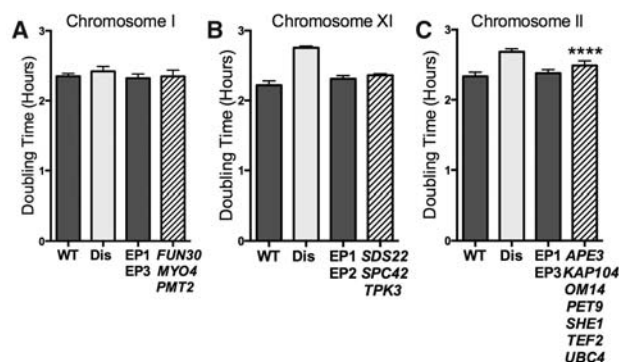 A
Chromosome I
Doubling Time (Hours)
3
2
1
0
WT
Dis
EP1
EP3
FUN30
MYO4
PMT2
B
Chromosome XI
Doubling Time (Hours)
3
2
1
0
WT
Dis
EP1
EP2
SDS22
SPC42
TPK3
C
Chromosome II
Doubling Time (Hours)
3
2
1
0
****
WT
Dis
EP1
EP3
APE3
KAP104
OM14
PET9
SHE1
TEF2
UBC4